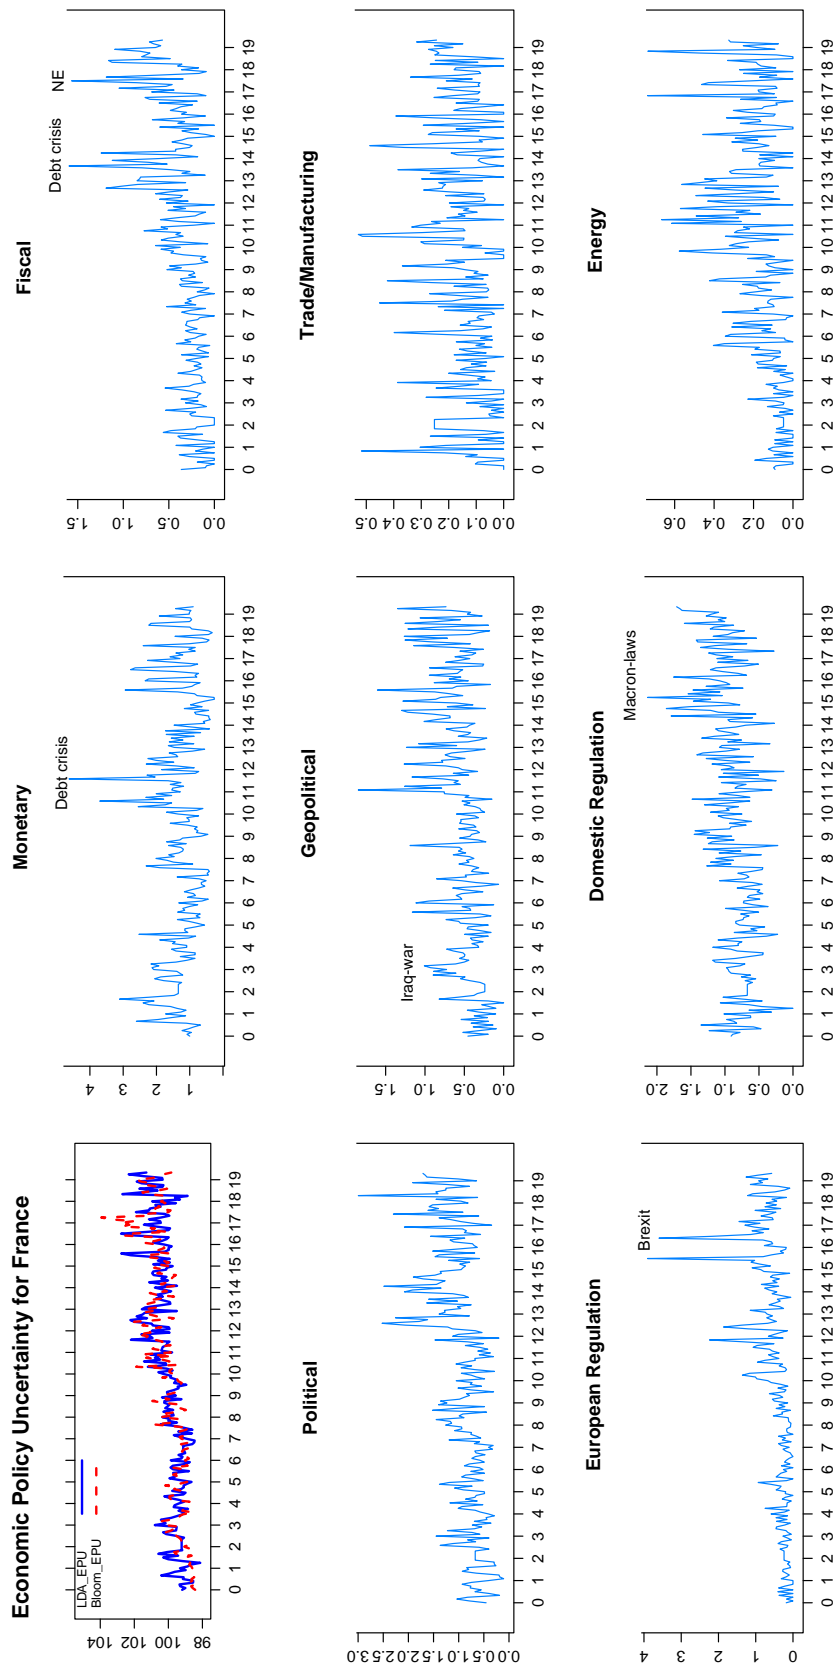 Economic Policy Uncertainty for France
LDA_EPU
Bloom_EPU
98 100 102 104
0 1 2 3 4 5 6 7 8 9 10 11 12 13 14 15 16 17 18 19
Monetary
Debt crisis
1 2 3 4
0 1 2 3 4 5 6 7 8 9 10 11 12 13 14 15 16 17 18 19
Fiscal
Debt crisis
NE
0.0 0.5 1.0 1.5
0 1 2 3 4 5 6 7 8 9 10 11 12 13 14 15 16 17 18 19
Political
0.0 0.5 1.0 1.5 2.0 2.5 3.0
0 1 2 3 4 5 6 7 8 9 10 11 12 13 14 15 16 17 18 19
Geopolitical
Iraq-war
0.0 0.5 1.0 1.5
0 1 2 3 4 5 6 7 8 9 10 11 12 13 14 15 16 17 18 19
Trade/Manufacturing
0.0 0.1 0.2 0.3 0.4 0.5
0 1 2 3 4 5 6 7 8 9 10 11 12 13 14 15 16 17 18 19
European Regulation
Brexit
0 1 2 3 4
0 1 2 3 4 5 6 7 8 9 10 11 12 13 14 15 16 17 18 19
Domestic Regulation
Macron-laws
0.0 0.5 1.0 1.5 2.0
0 1 2 3 4 5 6 7 8 9 10 11 12 13 14 15 16 17 18 19
Energy
0.0 0.2 0.4 0.6
0 1 2 3 4 5 6 7 8 9 10 11 12 13 14 15 16 17 18 19